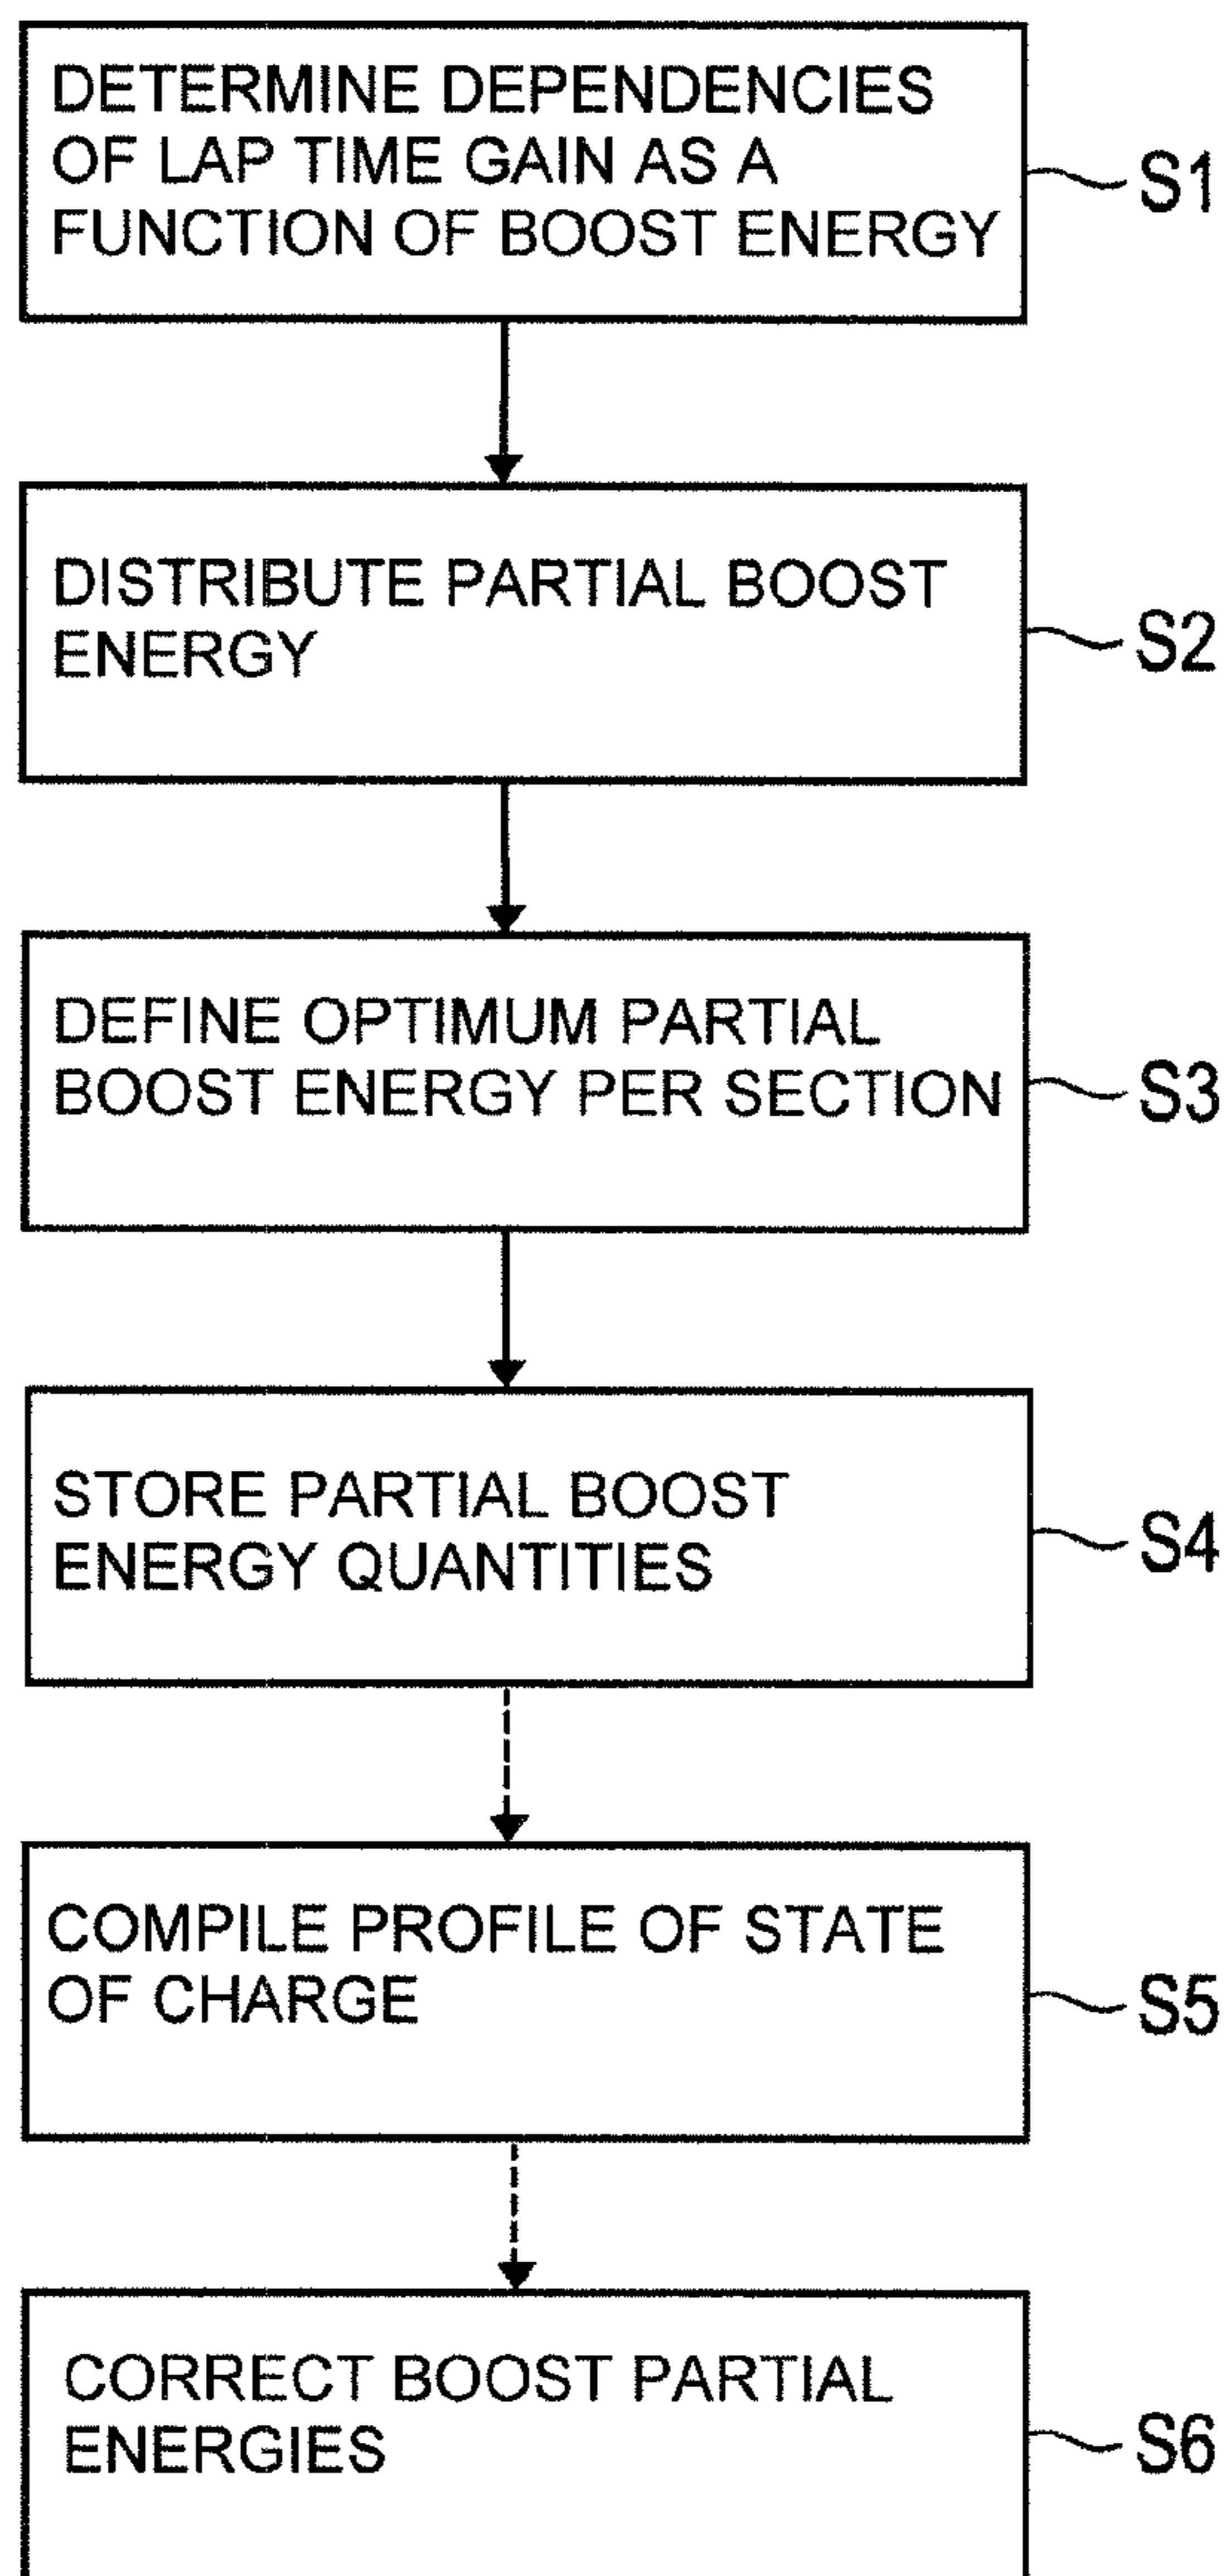 DETERMINE DEPENDENCIES
OF LAP TIME GAIN AS A
FUNCTION OF BOOST ENERGY
S1
DISTRIBUTE PARTIAL BOOST
ENERGY
S2
DEFINE OPTIMUM PARTIAL
BOOST ENERGY PER SECTION
S3
STORE PARTIAL BOOST
ENERGY QUANTITIES
S4
COMPILE PROFILE OF STATE
OF CHARGE
S5
CORRECT BOOST PARTIAL
ENERGIES
S6